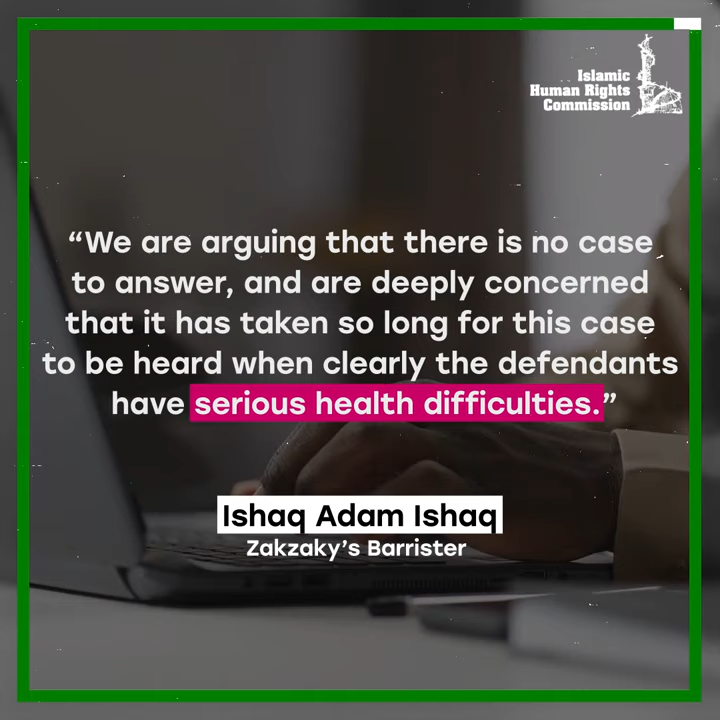 Islamic
Human Rights
Commission
“We are arguing that there is no case
to answer, and are deeply concerned
that it has taken so long for this case
to be heard when clearly the defendants
have serious health difficulties.”
Ishaq Adam Ishaq
Zakzaky’s Barrister